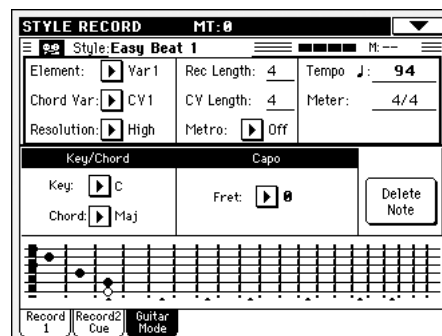 STYLE RECORD MT:0
Style:Easy Beat 1 M:--
Element: Var1 Rec Length: 4 Tempo ♩: 94
Chord Var: CV1 CV Length: 4 Meter: 4/4
Resolution: High Metro: Off
Key/Chord Capo
Key: C Fret: 0
Chord: Maj
Delete
Note
Record
1
Record2
Cue
Guitar
Mode